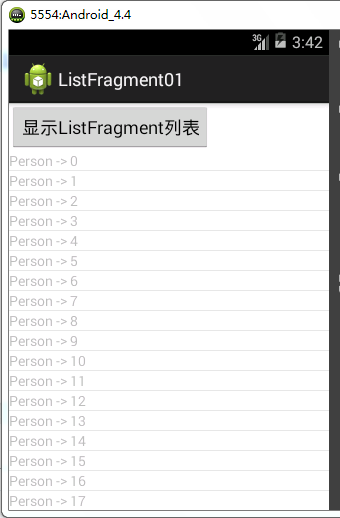 5554:Android_4.4
3G 3:42
ListFragment01
显示ListFragment列表
Person -> 0
Person -> 1
Person -> 2
Person -> 3
Person -> 4
Person -> 5
Person -> 6
Person -> 7
Person -> 8
Person -> 9
Person -> 10
Person -> 11
Person -> 12
Person -> 13
Person -> 14
Person -> 15
Person -> 16
Person -> 17